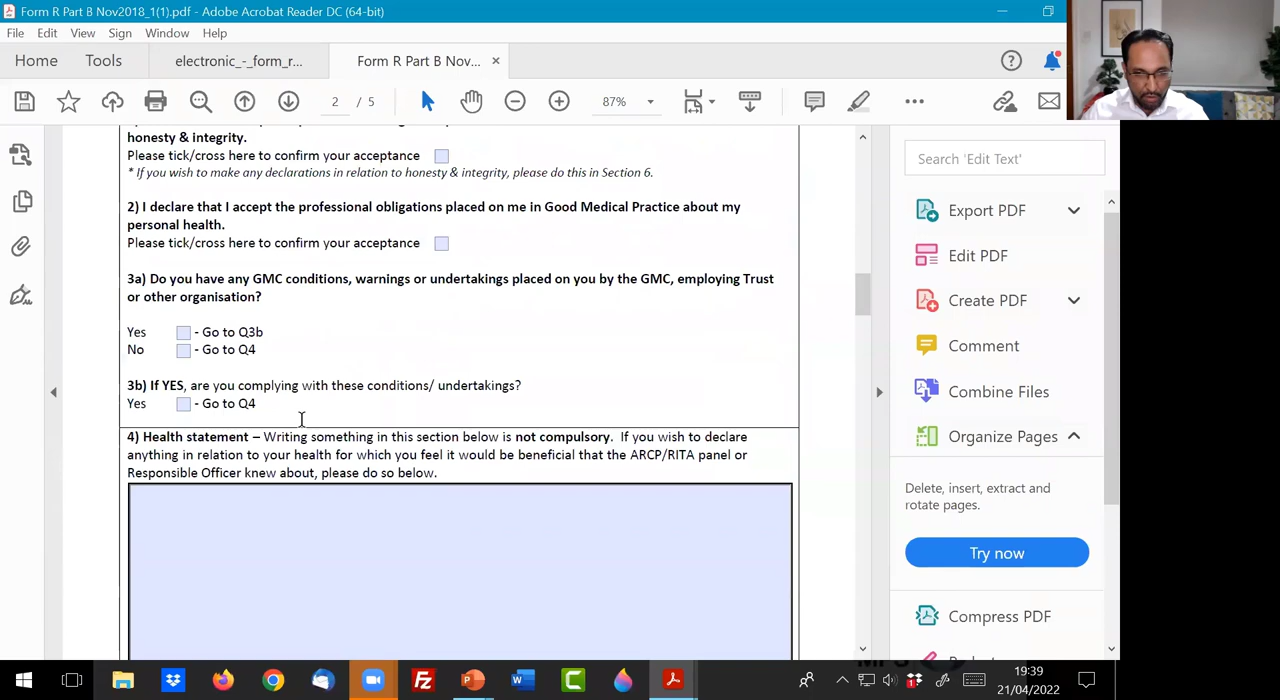 Form R Part B Nov2018_1(1).pdf - Adobe Acrobat Reader DC (64-bit)
File Edit View Sign Window Help
Home Tools electronic_-_form_r... Form R Part B Nov... ×
2 / 5 87%
honesty & integrity.
Please tick/cross here to confirm your acceptance
* If you wish to make any declarations in relation to honesty & integrity, please do this in Section 6.
2) I declare that I accept the professional obligations placed on me in Good Medical Practice about my
personal health.
Please tick/cross here to confirm your acceptance
3a) Do you have any GMC conditions, warnings or undertakings placed on you by the GMC, employing Trust
or other organisation?
Yes - Go to Q3b
No - Go to Q4
3b) If YES, are you complying with these conditions/ undertakings?
Yes - Go to Q4
4) Health statement – Writing something in this section below is not compulsory. If you wish to declare
anything in relation to your health for which you feel it would be beneficial that the ARCP/RITA panel or
Responsible Officer knew about, please do so below.
Search 'Edit Text'
Export PDF
Edit PDF
Create PDF
Comment
Combine Files
Organize Pages
Delete, insert, extract and
rotate pages.
Try now
Compress PDF
19:39
21/04/2022